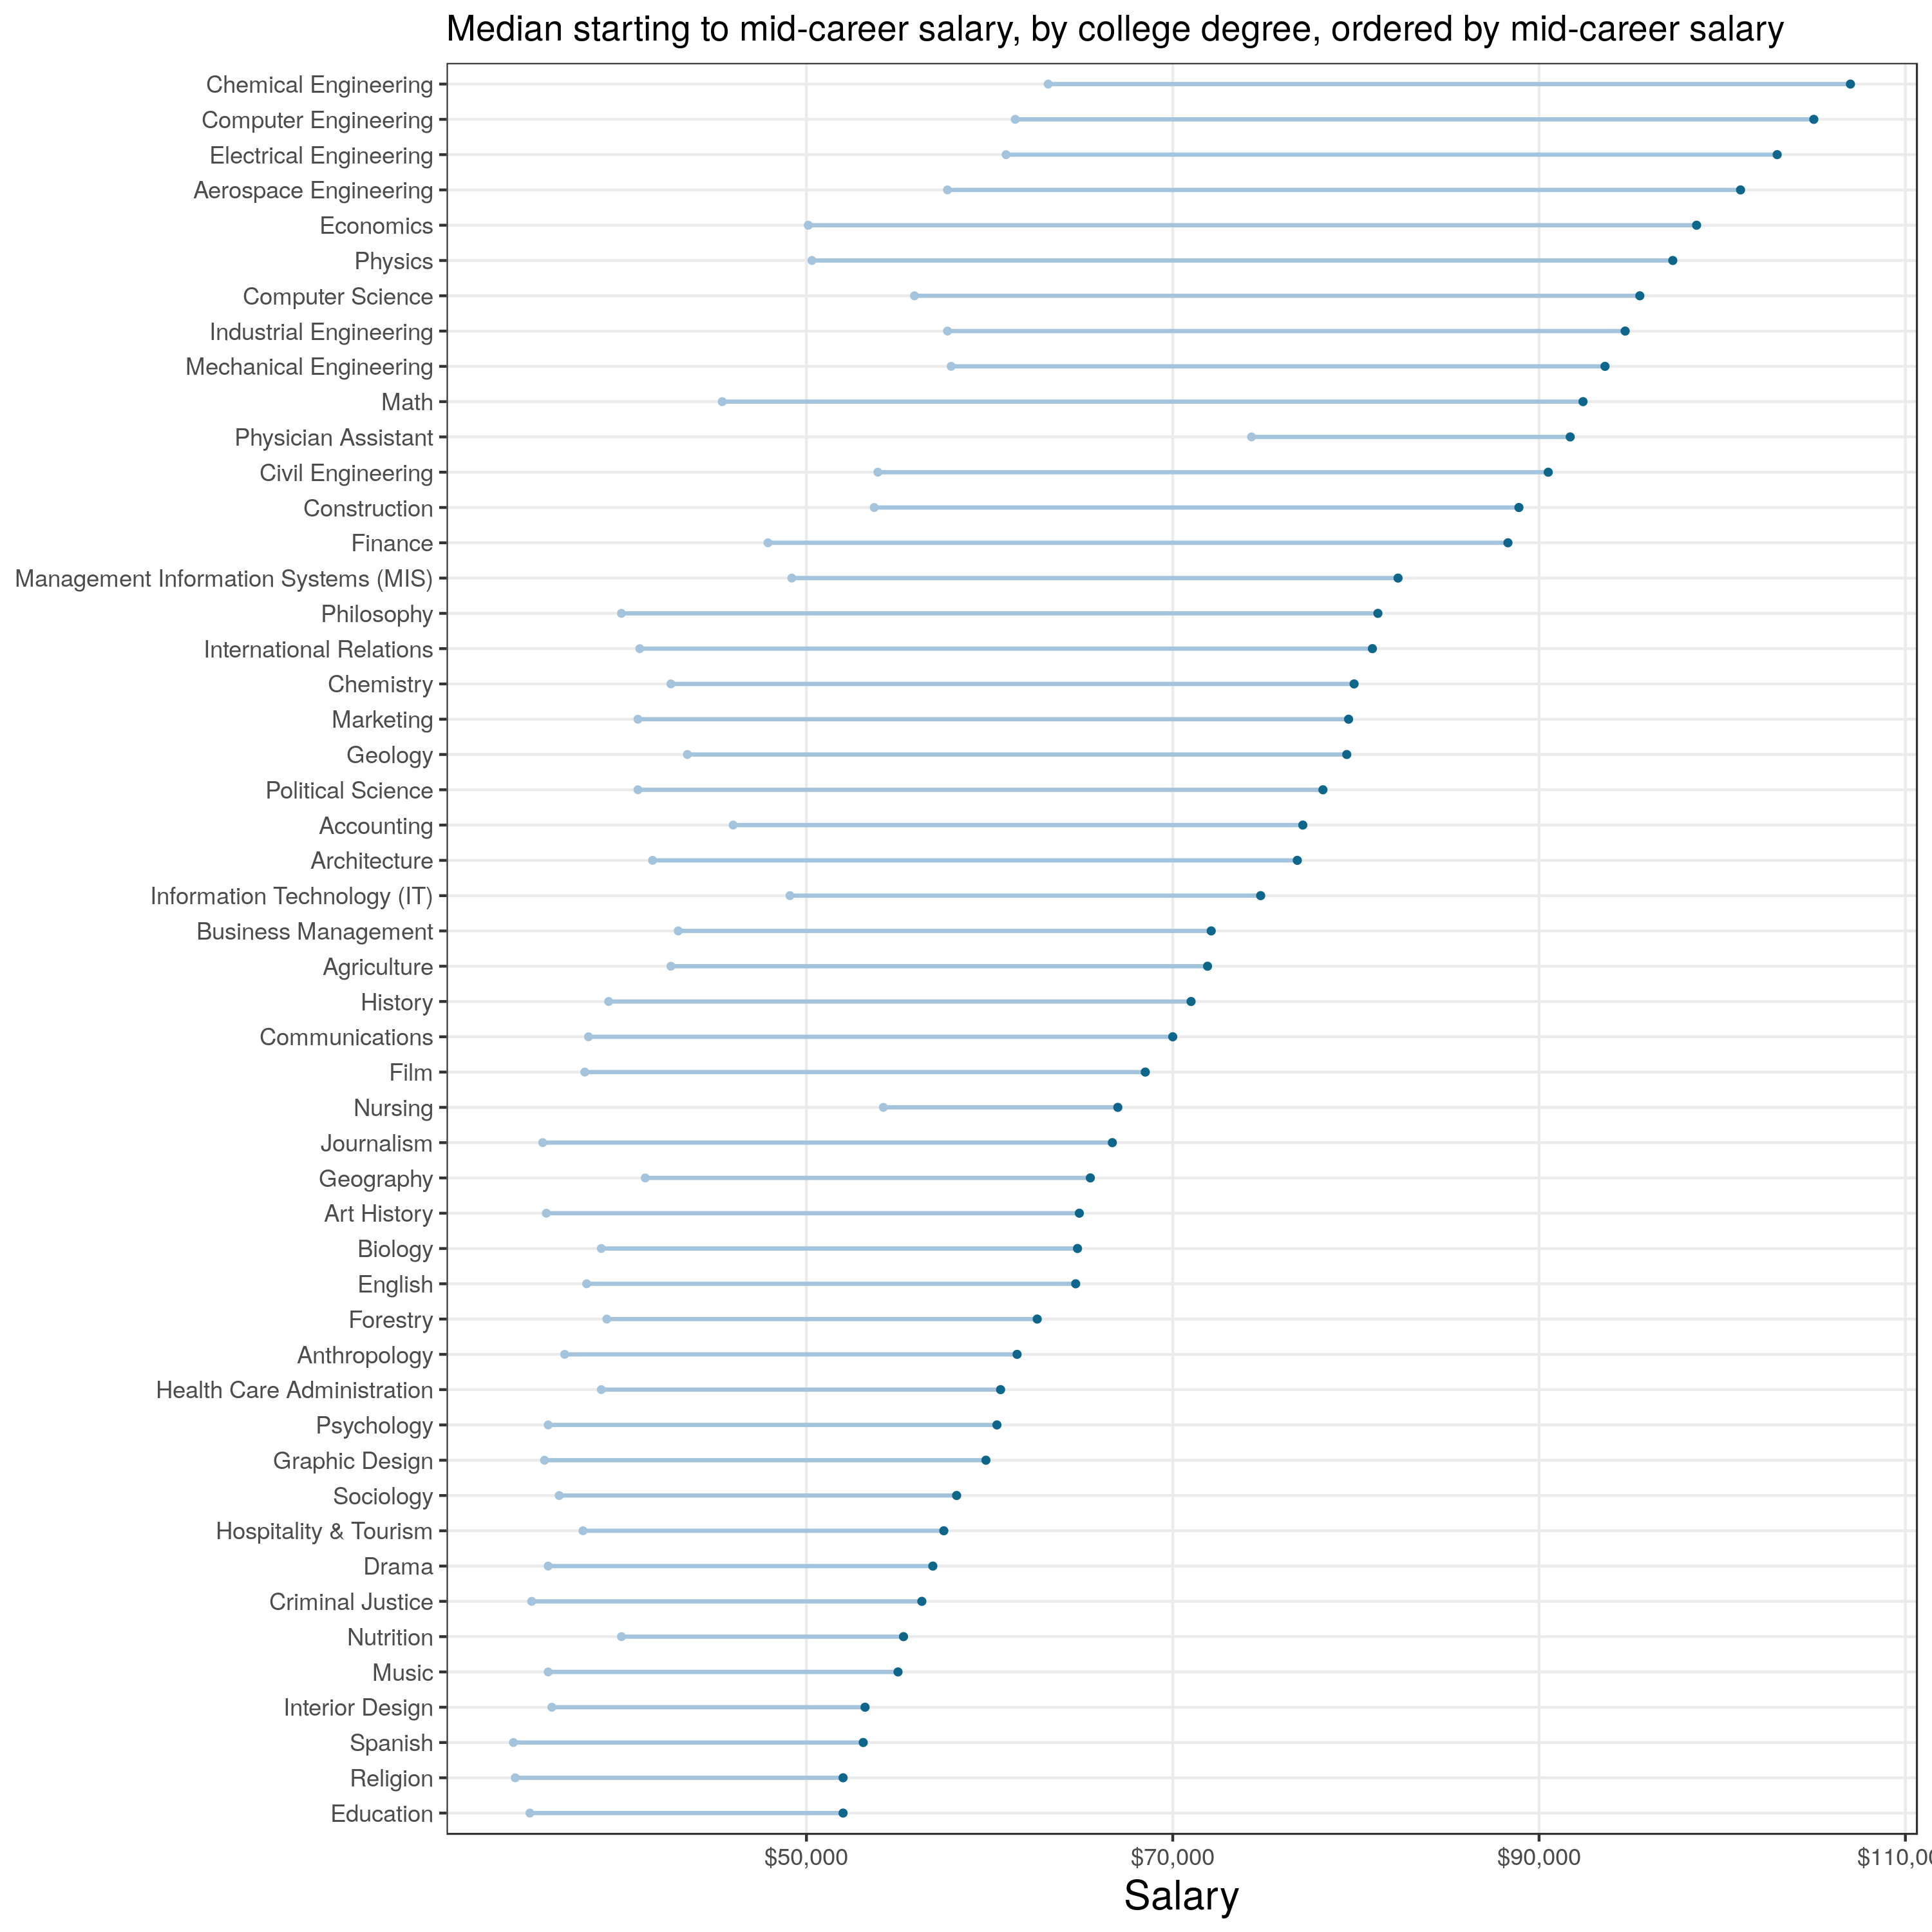 Median starting to mid-career salary, by college degree, ordered by mid-career salary
Chemical Engineering
Computer Engineering
Electrical Engineering
Aerospace Engineering
Economics
Physics
Computer Science
Industrial Engineering
Mechanical Engineering
Math
Physician Assistant
Civil Engineering
Construction
Finance
Management Information Systems (MIS)
Philosophy
International Relations
Chemistry
Marketing
Geology
Political Science
Accounting
Architecture
Information Technology (IT)
Business Management
Agriculture
History
Communications
Film
Nursing
Journalism
Geography
Art History
Biology
English
Forestry
Anthropology
Health Care Administration
Psychology
Graphic Design
Sociology
Hospitality & Tourism
Drama
Criminal Justice
Nutrition
Music
Interior Design
Spanish
Religion
Education
$50,000 $70,000 $90,000 $110,0
Salary